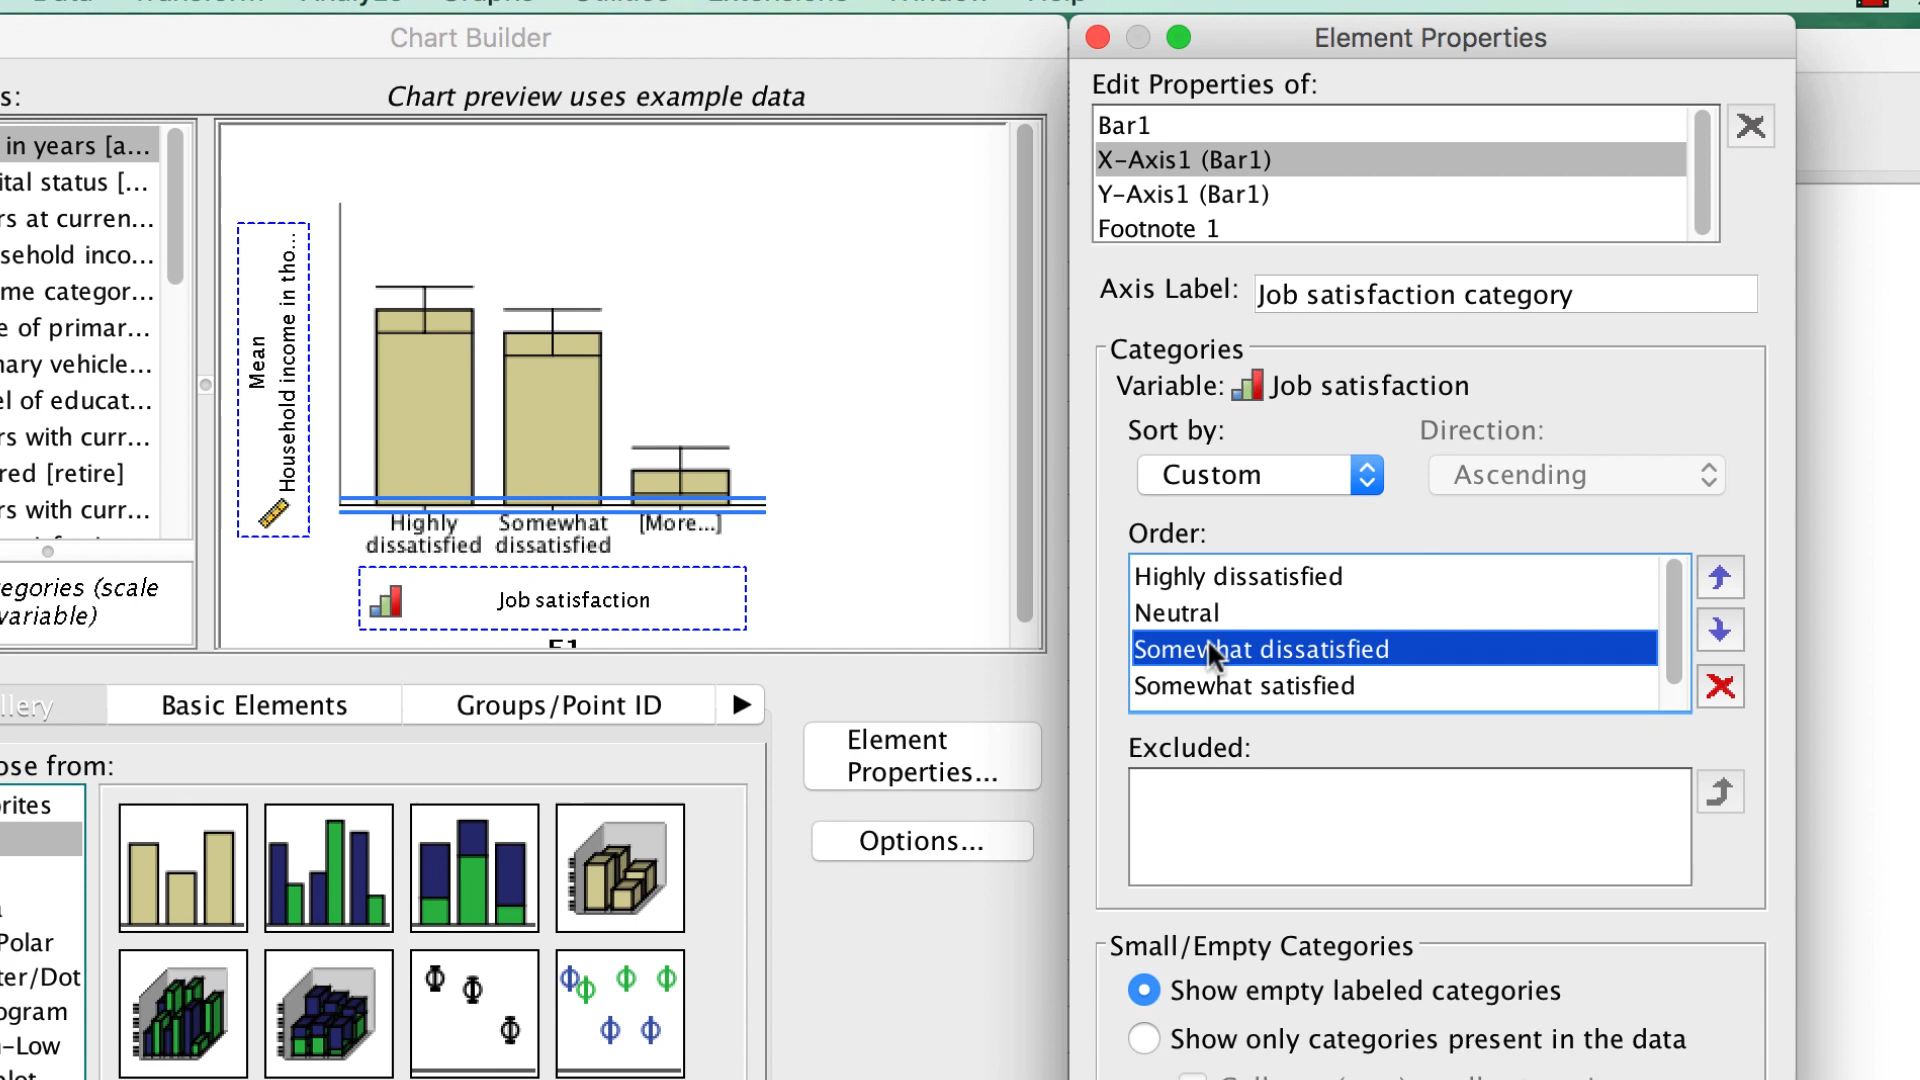 Chart Builder
Element Properties
s:
Chart preview uses example data
in years [a...
ital status [...
rs at curren...
sehold inco...
me categor...
e of primar...
nary vehicle...
el of educat...
rs with curr...
red [retire]
rs with curr...
egories (scale
variable)
Mean
Household income in tho...
Highly
dissatisfied
Somewhat
dissatisfied
[More...]
Job satisfaction
Basic Elements
Groups/Point ID
llery
ose from:
rites
Polar
ter/Dot
ogram
-Low
Element
Properties...
Options...
Edit Properties of:
Bar1
X-Axis1 (Bar1)
Y-Axis1 (Bar1)
Footnote 1
Axis Label: Job satisfaction category
Categories
Variable: Job satisfaction
Sort by:
Direction:
Custom
Ascending
Order:
Highly dissatisfied
Neutral
Somewhat dissatisfied
Somewhat satisfied
Excluded:
Small/Empty Categories
Show empty labeled categories
Show only categories present in the data